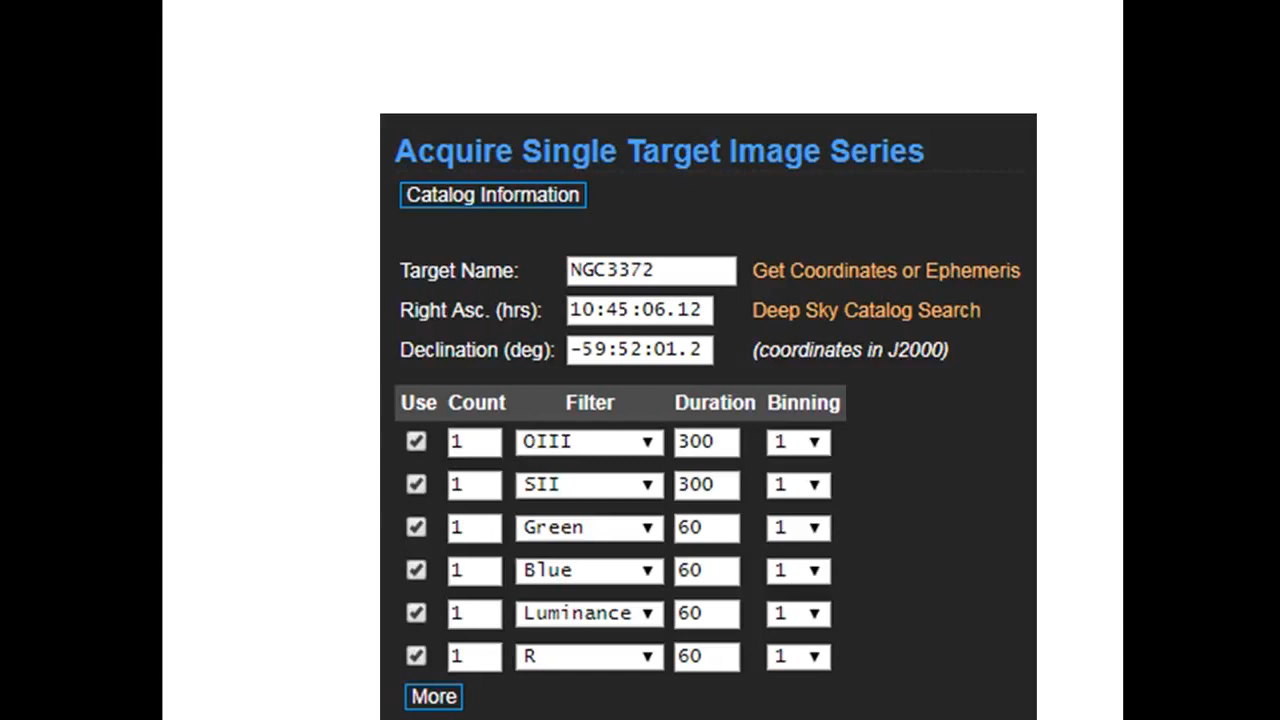 Acquire Single Target Image Series
Catalog Information
Target Name: NGC3372 Get Coordinates or Ephemeris
Right Asc. (hrs): 10:45:06.12 Deep Sky Catalog Search
Declination (deg): -59:52:01.2 (coordinates in J2000)
Use Count Filter Duration Binning
1 OIII 300 1
1 SII 300 1
1 Green 60 1
1 Blue 60 1
1 Luminance 60 1
1 R 60 1
More